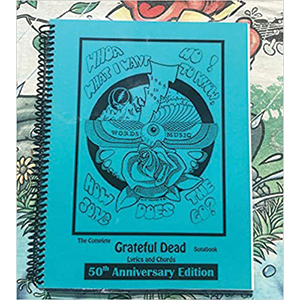 WHOA NO!
WHAT I WANT TO KNOW,
WORDS MUSIC
HOW DOES THE
SONG GO?
The Complete
Grateful Dead Songbook
Lyrics and Chords
50th Anniversary Edition